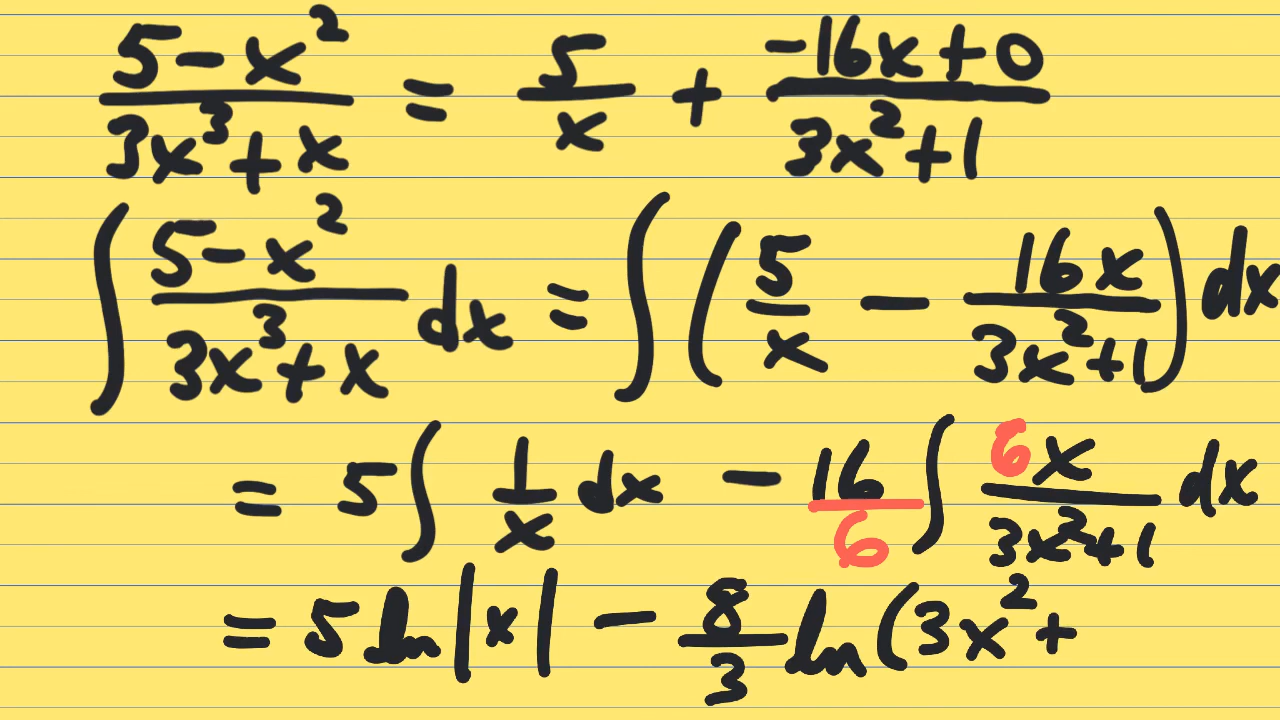 (5-x²)/(3x³+x) = 5/x + (-16x+0)/(3x²+1)
∫ (5-x²)/(3x³+x) dx = ∫ (5/x - 16x/(3x²+1)) dx
= 5 ∫ 1/x dx - 16/6 ∫ 6x/(3x²+1) dx
= 5 ln|x| - 8/3 ln(3x²+